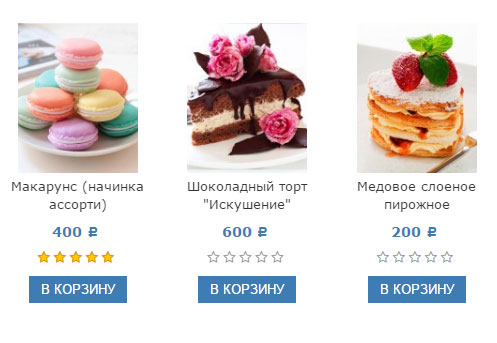 Макарунс (начинка
ассорти)
400 ₽
В КОРЗИНУ
Шоколадный торт
"Искушение"
600 ₽
В КОРЗИНУ
Медовое слоеное
пирожное
200 ₽
В КОРЗИНУ